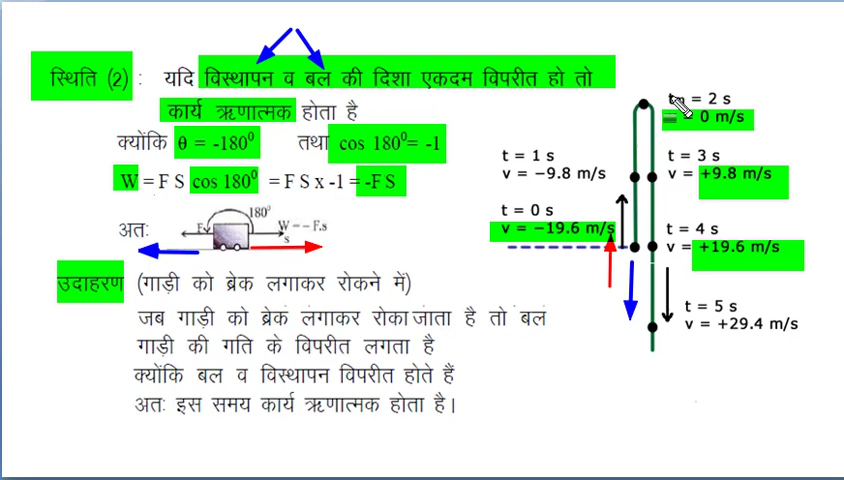 स्थिति (2) : यदि विस्थापन व बल की दिशा एकदम विपरीत हो तो
कार्य ऋणात्मक होता है
क्योंकि θ = -180⁰ तथा cos 180⁰= -1
W = F S cos 180⁰ = F S x -1 = -F S
अतः F 180⁰ W = – F.s
s
उदाहरण (गाड़ी को ब्रेक लगाकर रोकने में)
जब गाड़ी को ब्रेक लगाकर रोका जाता है तो बल
गाड़ी की गति के विपरीत लगता है
क्योंकि बल व विस्थापन विपरीत होते हैं
अतः इस समय कार्य ऋणात्मक होता है।
= 2 s
= 0 m/s
t = 1 s
v = −9.8 m/s
t = 3 s
v = +9.8 m/s
t = 0 s
v = −19.6 m/s
t = 4 s
v = +19.6 m/s
t = 5 s
v = +29.4 m/s